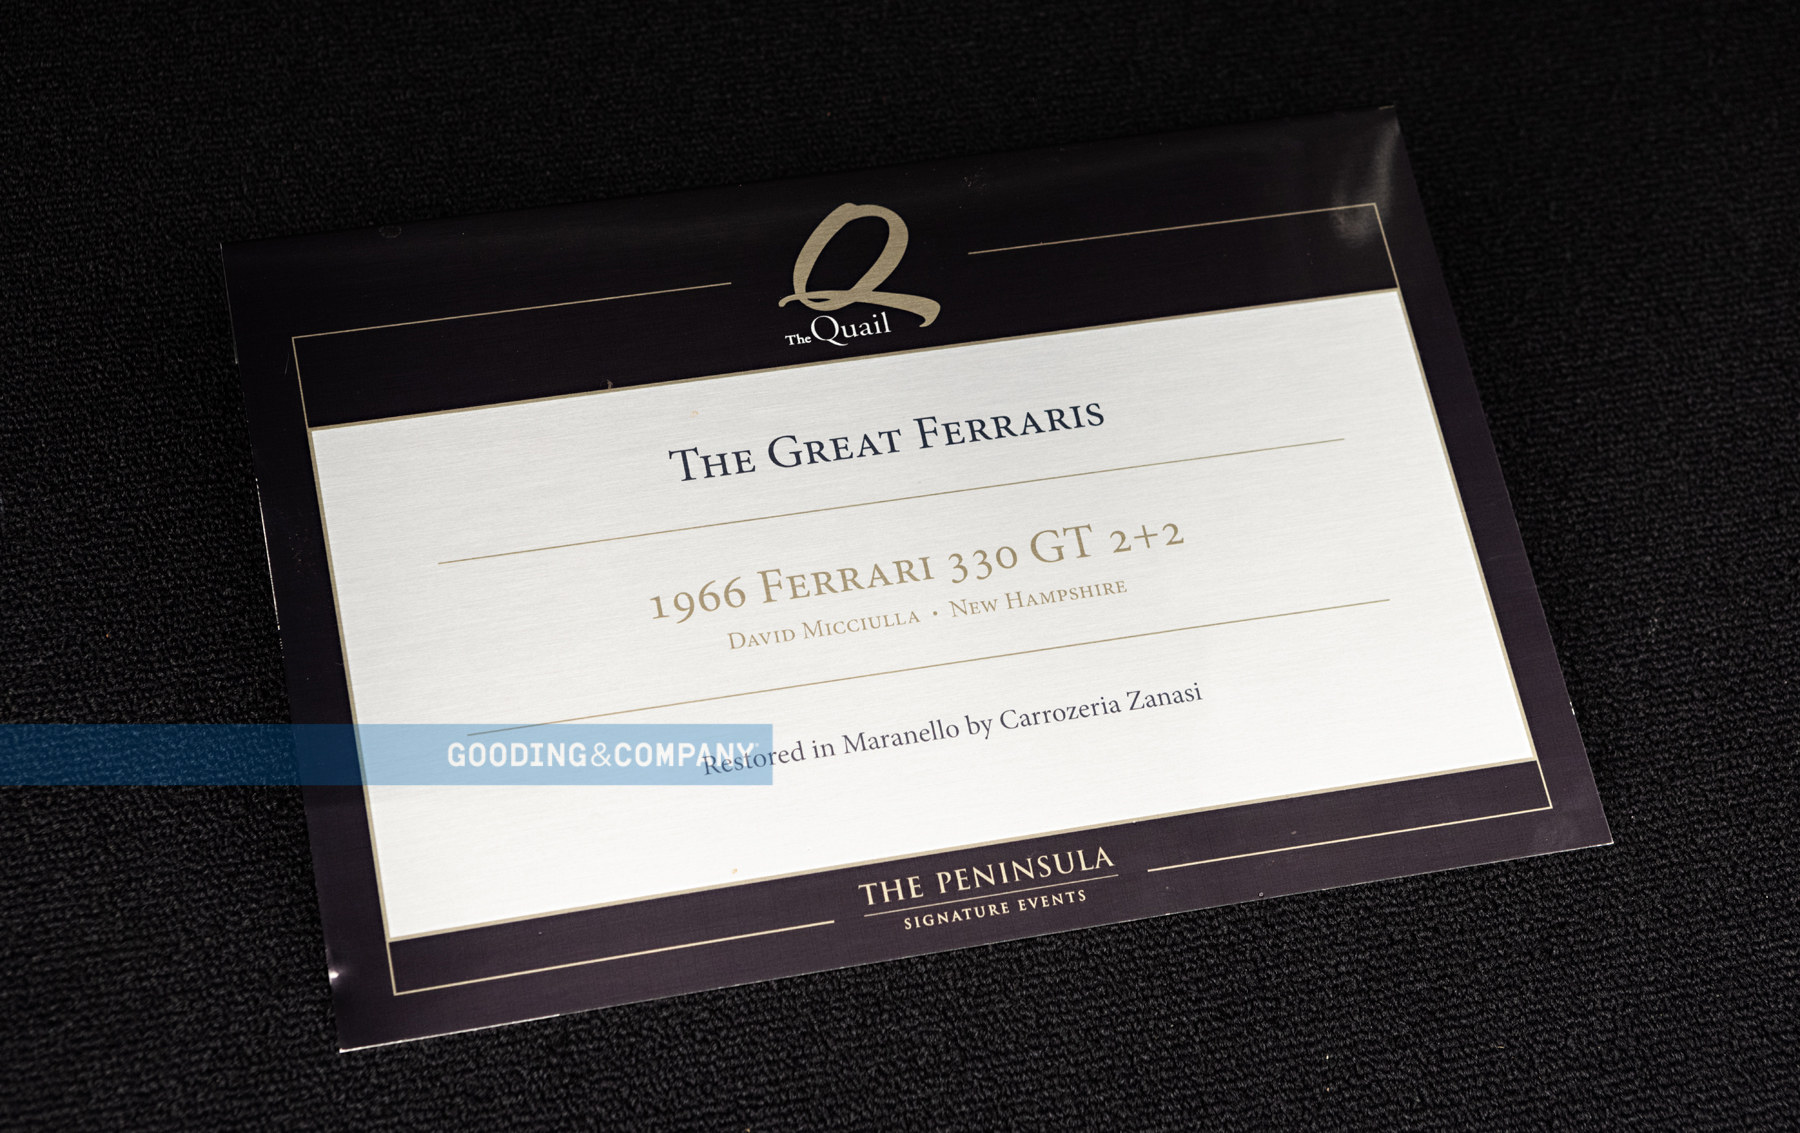 The Quail
The Great Ferraris
1966 Ferrari 330 GT 2+2
David Micciulla • New Hampshire
Restored in Maranello by Carrozeria Zanasi
GOODING&COMPANY
THE PENINSULA
SIGNATURE EVENTS